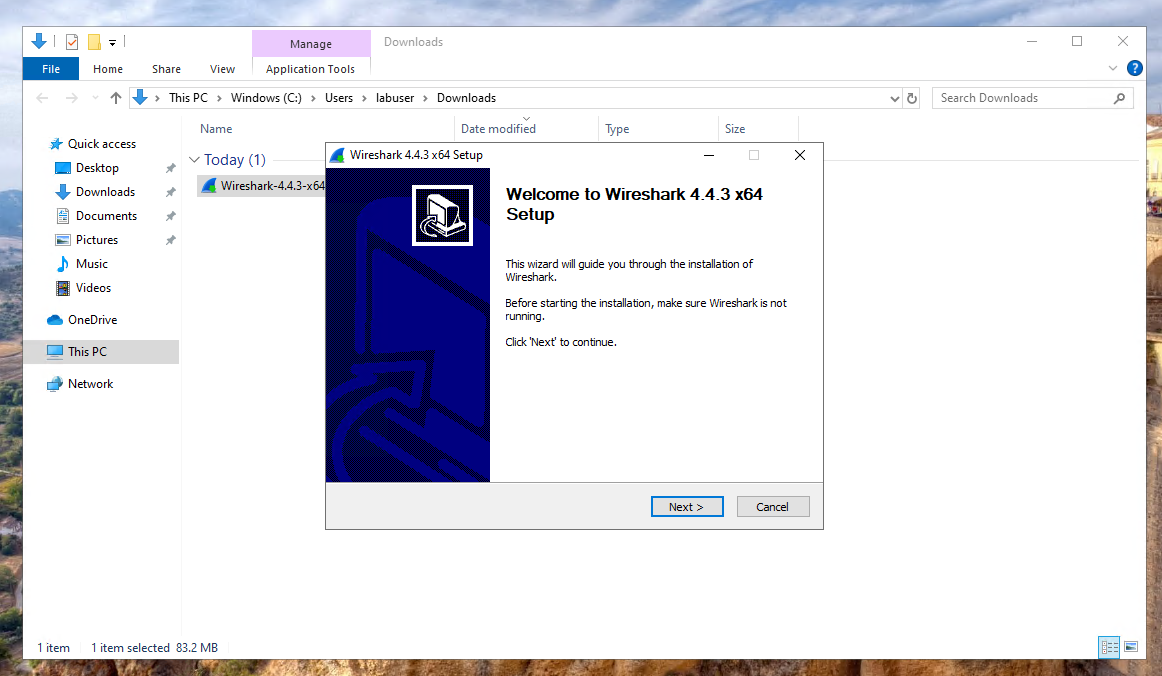 Manage
Downloads
File
Home
Share
View
Application Tools
?
This PC
Windows (C:)
Users
labuser
Downloads
Search Downloads
Quick access
Desktop
Downloads
Documents
Pictures
Music
Videos
OneDrive
This PC
Network
Name
Date modified
Type
Size
Today (1)
Wireshark-4.4.3-x64
Wireshark 4.4.3 x64 Setup
Welcome to Wireshark 4.4.3 x64
Setup
This wizard will guide you through the installation of
Wireshark.
Before starting the installation, make sure Wireshark is not
running.
Click 'Next' to continue.
Next >
Cancel
1 item
1 item selected 83.2 MB